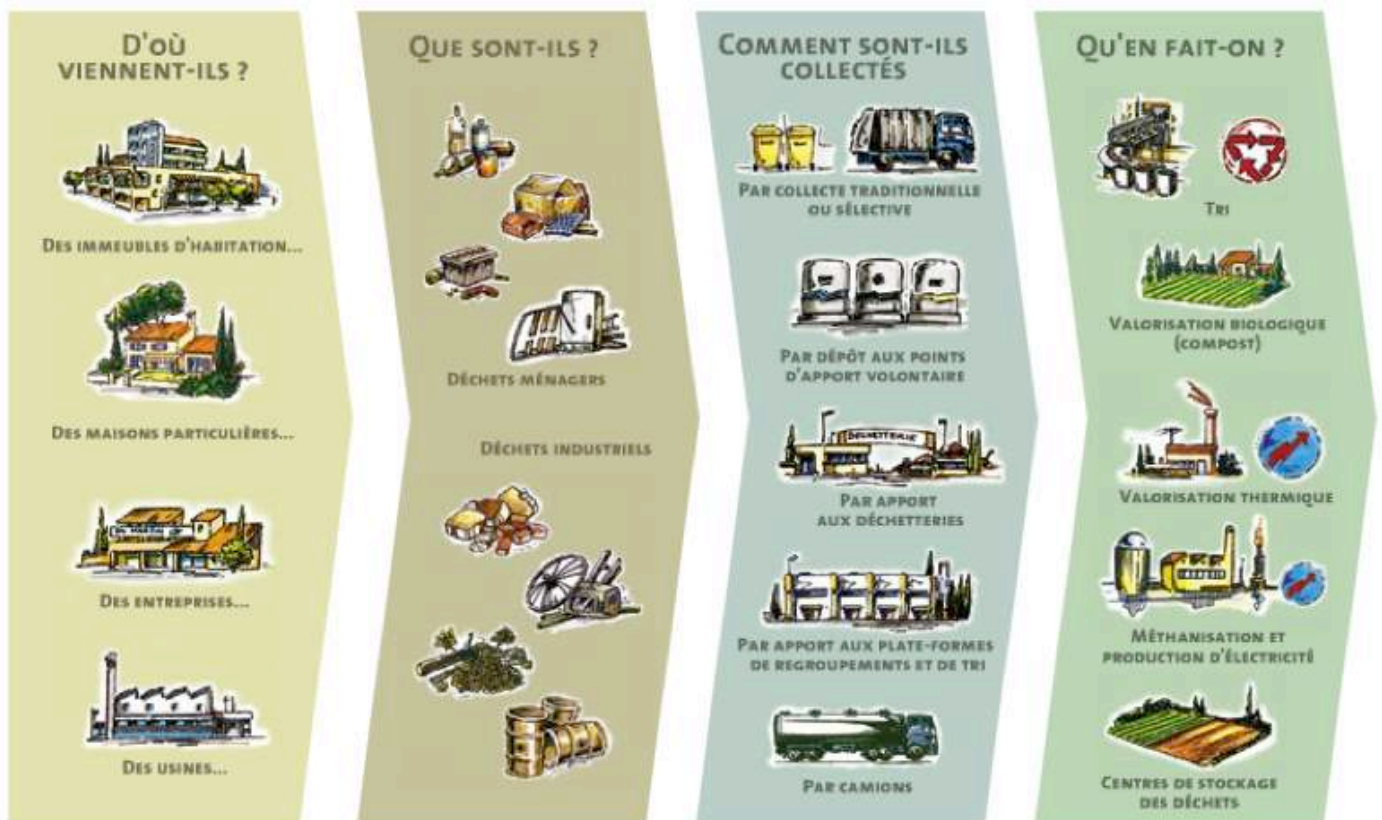 D'OÙ
VIENNENT-ILS ?
DES IMMEUBLES D'HABITATION...
DES MAISONS PARTICULIÈRES...
DES ENTREPRISES...
DES USINES...
QUE SONT-ILS ?
DÉCHETS MÉNAGERS
DÉCHETS INDUSTRIELS
COMMENT SONT-ILS
COLLECTÉS
PAR COLLECTE TRADITIONNELLE
OU SÉLECTIVE
PAR DÉPÔT AUX POINTS
D'APPORT VOLONTAIRE
DÉCHETTERIE
PAR APPORT
AUX DÉCHETTERIES
PAR APPORT AUX PLATE-FORMES
DE REGROUPEMENTS ET DE TRI
PAR CAMIONS
QU'EN FAIT-ON ?
TRI
VALORISATION BIOLOGIQUE
(COMPOST)
VALORISATION THERMIQUE
MÉTHANISATION ET
PRODUCTION D'ÉLECTRICITÉ
CENTRES DE STOCKAGE
DES DÉCHETS